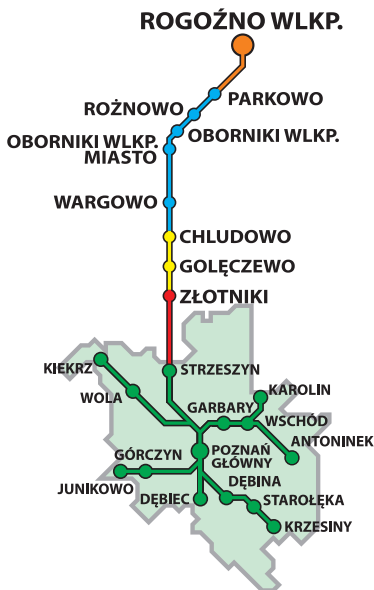 ROGOŹNO WLKP.
PARKOWO
ROŻNOWO
OBORNIKI WLKP.
OBORNIKI WLKP.
MIASTO
WARGOWO
CHLUDOWO
GOLĘCZEWO
ZŁOTNIKI
KIEKRZ
STRZESZYN
WOLA
KAROLIN
GARBARY
WSCHÓD
ANTONINEK
GÓRCZYN
POZNAŃ
GŁÓWNY
JUNIKOWO
DĘBINA
DĘBIEC
STAROŁĘKA
KRZESINY